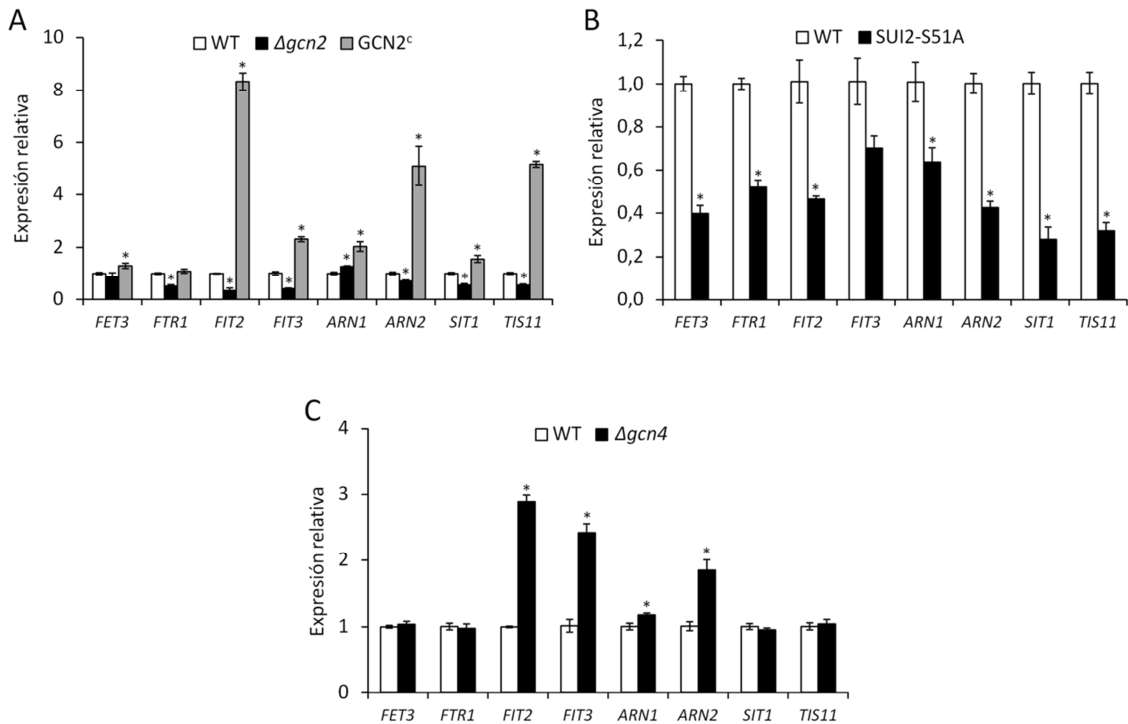 A
WT Δgcn2 GCN2ᶜ
Expresión relativa
10
8
6
4
2
0
* * * * * * * * * * * * * *
FET3 FTR1 FIT2 FIT3 ARN1 ARN2 SIT1 TIS11
B
WT SUI2-S51A
Expresión relativa
1,2
1,0
0,8
0,6
0,4
0,2
0,0
* * * * * * *
FET3 FTR1 FIT2 FIT3 ARN1 ARN2 SIT1 TIS11
C
WT Δgcn4
Expresión relativa
4
3
2
1
0
* * * *
FET3 FTR1 FIT2 FIT3 ARN1 ARN2 SIT1 TIS11